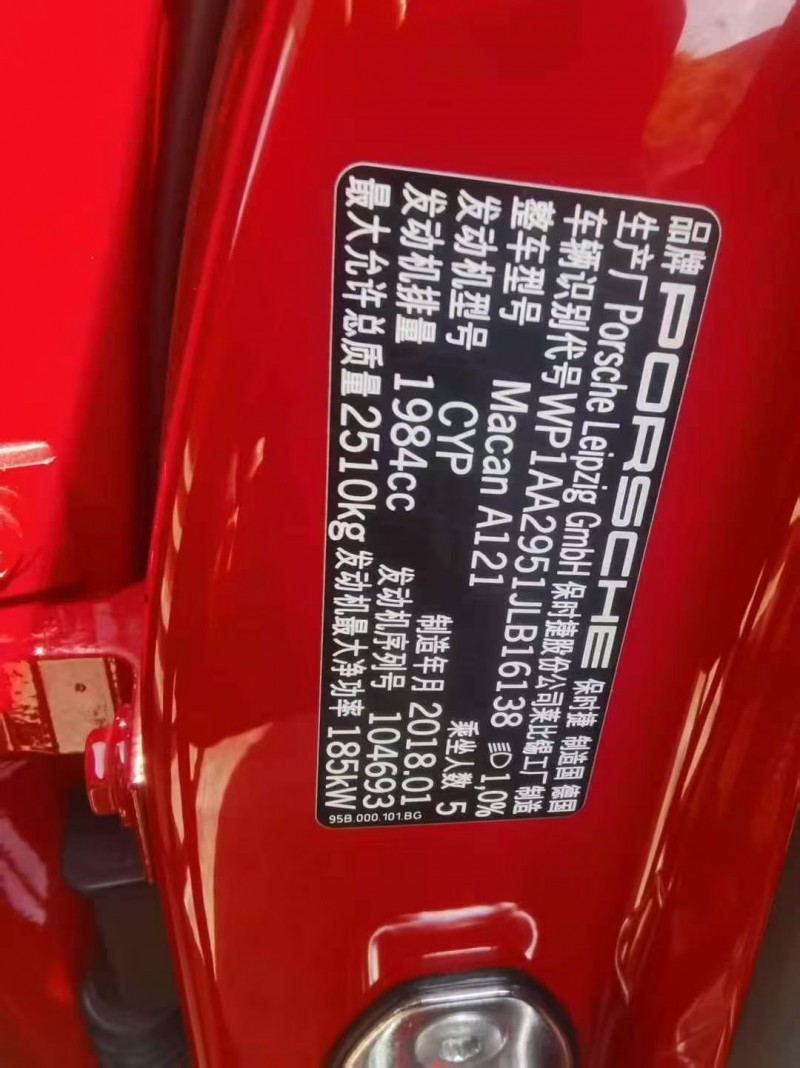 品牌 PORSCHE 保时捷 制造国 德国
生产厂 Porsche Leipzig GmbH 保时捷股份公司莱比锡工厂 制造
车辆识别代号 WP1AA2951JLB16138 1,0%
整车型号 Macan A121 乘坐人数 5
发动机型号 CYP 制造年月 2018.01
发动机排量 1984cc 发动机序列号 104693
最大允许总质量 2510kg 发动机最大净功率 185kW
95B.000.101.BG